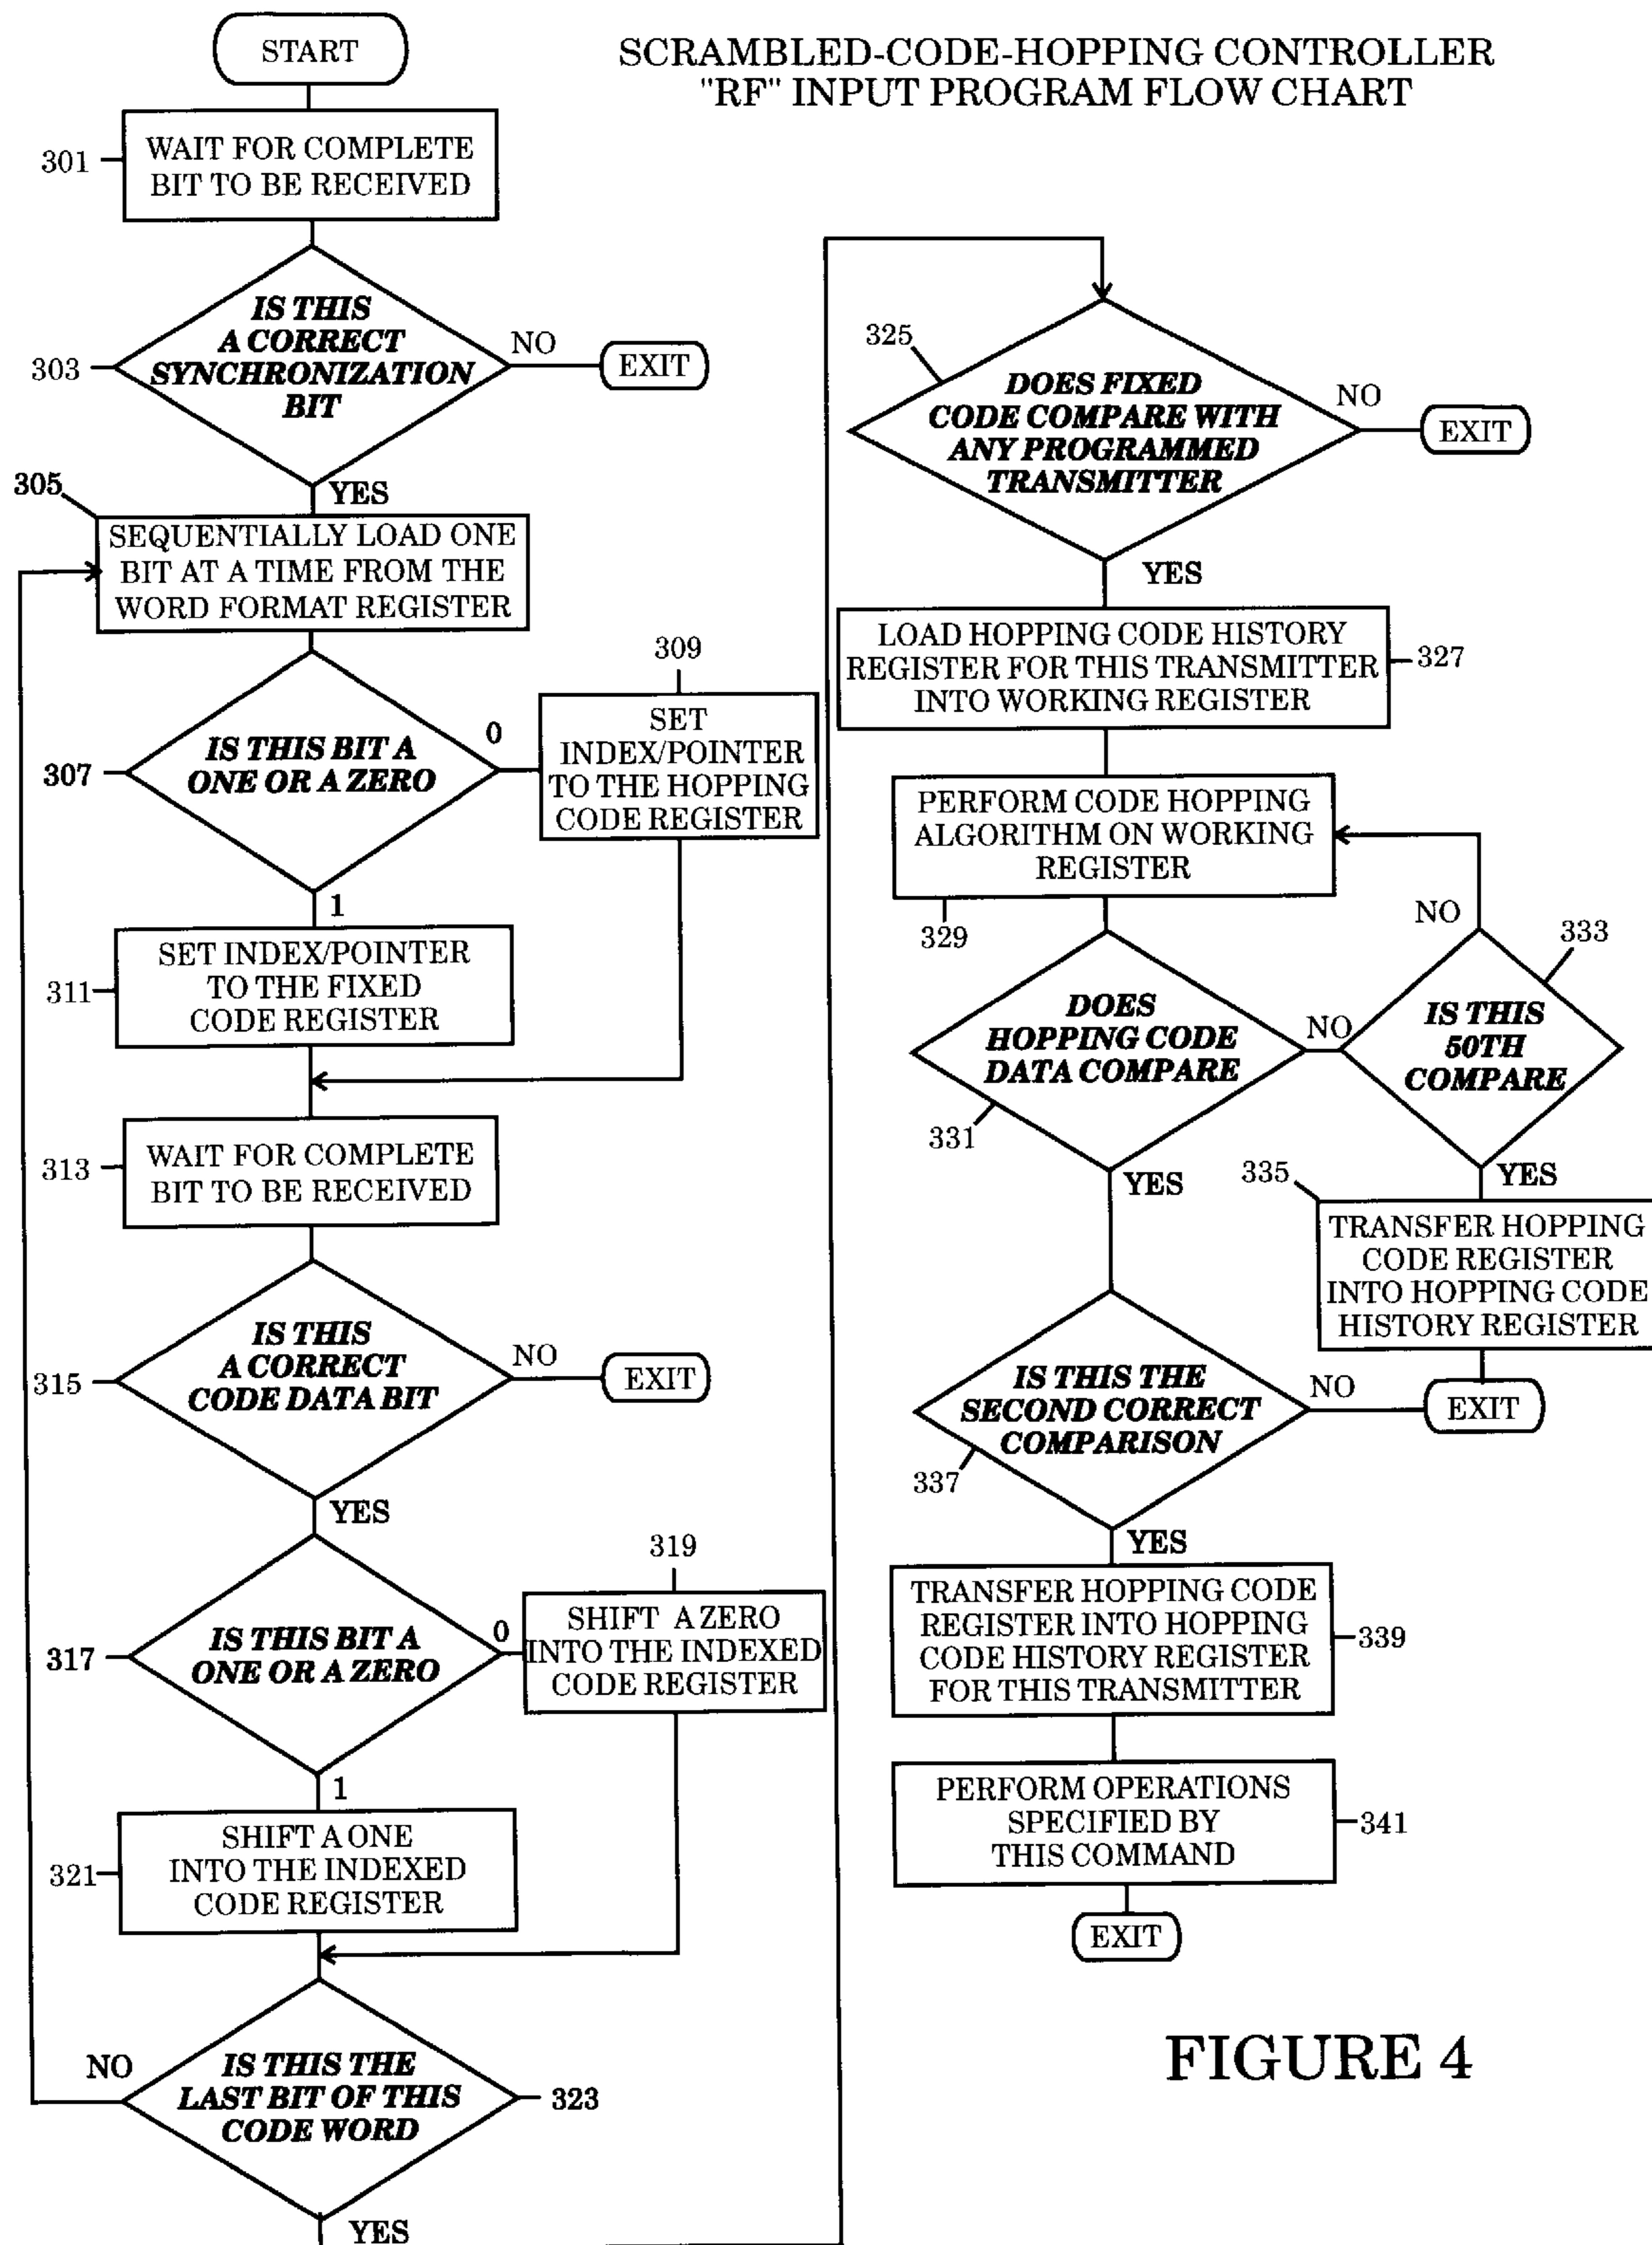 SCRAMBLED-CODE-HOPPING CONTROLLER
"RF" INPUT PROGRAM FLOW CHART
START
301
WAIT FOR COMPLETE
BIT TO BE RECEIVED
303
IS THIS
A CORRECT
SYNCHRONIZATION
BIT
NO
EXIT
YES
305
SEQUENTIALLY LOAD ONE
BIT AT A TIME FROM THE
WORD FORMAT REGISTER
307
IS THIS BIT A
ONE OR A ZERO
0
309
SET
INDEX/POINTER
TO THE HOPPING
CODE REGISTER
1
311
SET INDEX/POINTER
TO THE FIXED
CODE REGISTER
313
WAIT FOR COMPLETE
BIT TO BE RECEIVED
315
IS THIS
A CORRECT
CODE DATA BIT
NO
EXIT
YES
317
IS THIS BIT A
ONE OR A ZERO
0
319
SHIFT A ZERO
INTO THE INDEXED
CODE REGISTER
1
321
SHIFT A ONE
INTO THE INDEXED
CODE REGISTER
NO
IS THIS THE
LAST BIT OF THIS
CODE WORD
323
YES
325
DOES FIXED
CODE COMPARE WITH
ANY PROGRAMMED
TRANSMITTER
NO
EXIT
YES
LOAD HOPPING CODE HISTORY
REGISTER FOR THIS TRANSMITTER
INTO WORKING REGISTER
327
PERFORM CODE HOPPING
ALGORITHM ON WORKING
REGISTER
329
DOES
HOPPING CODE
DATA COMPARE
331
NO
NO
333
IS THIS
50TH
COMPARE
YES
YES
335
TRANSFER HOPPING
CODE REGISTER
INTO HOPPING CODE
HISTORY REGISTER
IS THIS THE
SECOND CORRECT
COMPARISON
337
NO
EXIT
YES
TRANSFER HOPPING CODE
REGISTER INTO HOPPING
CODE HISTORY REGISTER
FOR THIS TRANSMITTER
339
PERFORM OPERATIONS
SPECIFIED BY
THIS COMMAND
341
EXIT
FIGURE 4